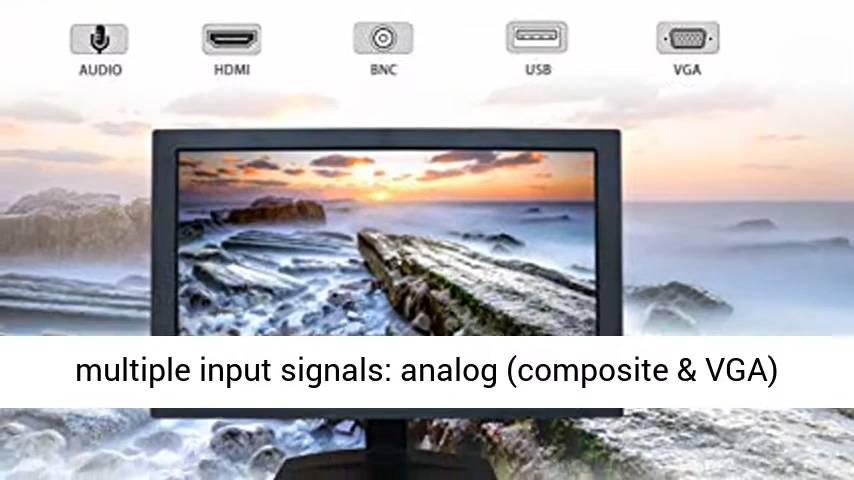 AUDIO HDMI BNC USB VGA
multiple input signals: analog (composite & VGA)